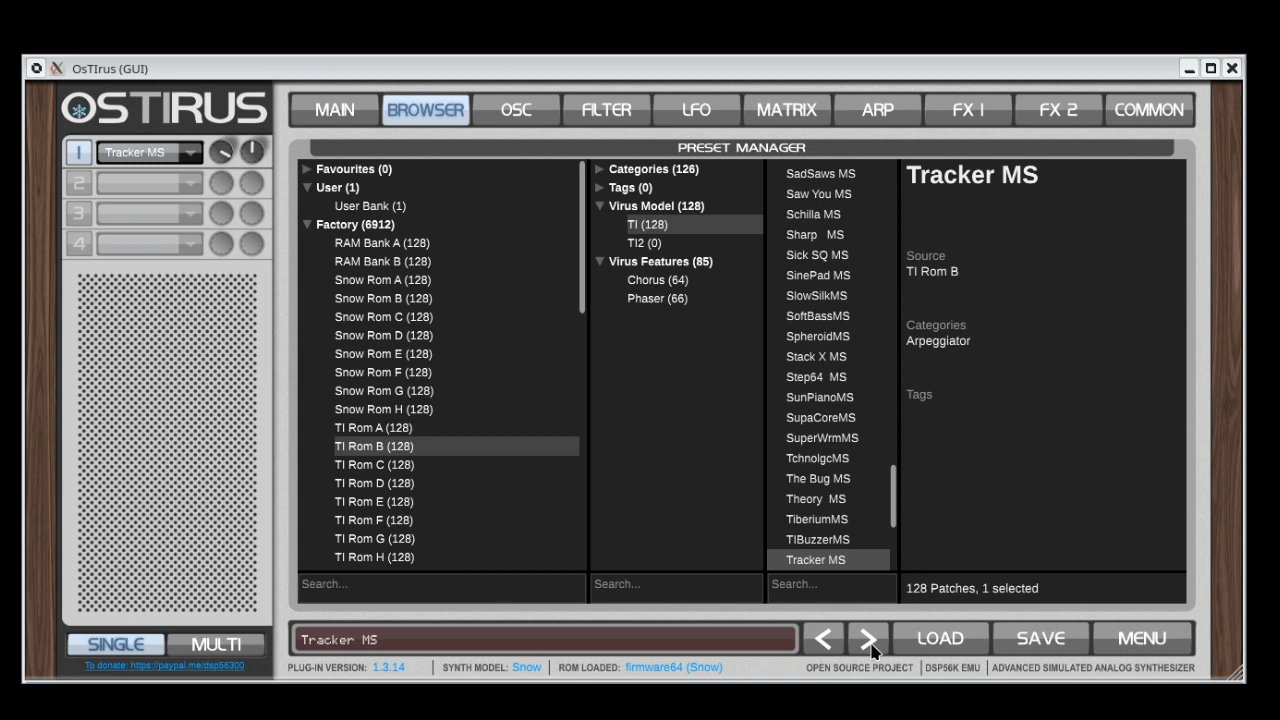 OsTIrus (GUI)
OSTIRUS
MAIN
BROWSER
OSC
FILTER
LFO
MATRIX
ARP
FX 1
FX 2
COMMON
1
Tracker MS
2
3
4
PRESET MANAGER
Favourites (0)
User (1)
User Bank (1)
Factory (6912)
RAM Bank A (128)
RAM Bank B (128)
Snow Rom A (128)
Snow Rom B (128)
Snow Rom C (128)
Snow Rom D (128)
Snow Rom E (128)
Snow Rom F (128)
Snow Rom G (128)
Snow Rom H (128)
TI Rom A (128)
TI Rom B (128)
TI Rom C (128)
TI Rom D (128)
TI Rom E (128)
TI Rom F (128)
TI Rom G (128)
TI Rom H (128)
Search...
Categories (126)
Tags (0)
Virus Model (128)
TI (128)
TI2 (0)
Virus Features (85)
Chorus (64)
Phaser (66)
Search...
SadSaws MS
Saw You MS
Schilla MS
Sharp   MS
Sick SQ MS
SinePad MS
SlowSilkMS
SoftBassMS
SpheroidMS
Stack X MS
Step64  MS
SunPianoMS
SupaCoreMS
SuperWrmMS
TchnolgcMS
The Bug MS
Theory  MS
TiberiumMS
TIBuzzerMS
Tracker MS
Search...
Tracker MS
Source
TI Rom B
Categories
Arpeggiator
Tags
128 Patches, 1 selected
SINGLE
MULTI
To donate: https://paypal.me/dsp56300
Tracker MS
<
>
LOAD
SAVE
MENU
PLUG-IN VERSION: 1.3.14
SYNTH MODEL: Snow
ROM LOADED: firmware64 (Snow)
OPEN SOURCE PROJECT
DSP56K EMU
ADVANCED SIMULATED ANALOG SYNTHESIZER